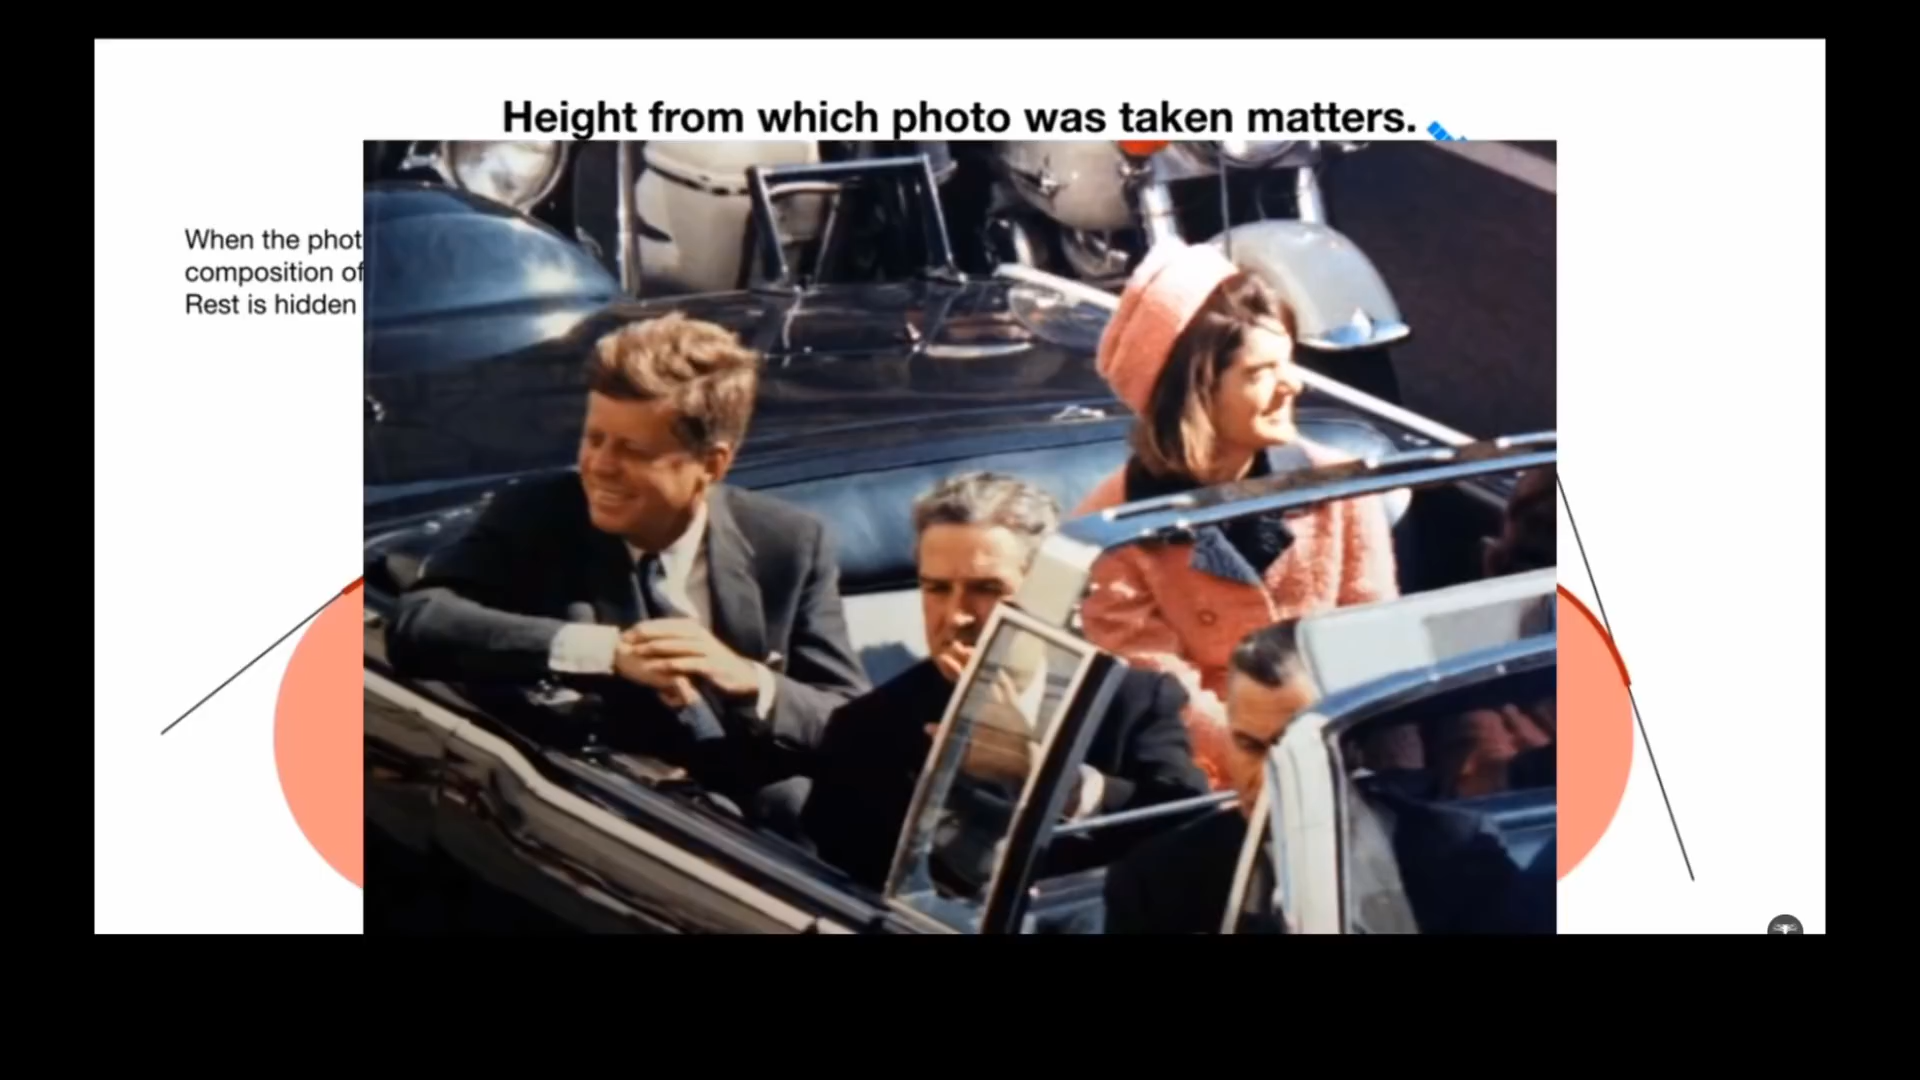 Height from which photo was taken matters.
When the phot
composition of
Rest is hidden